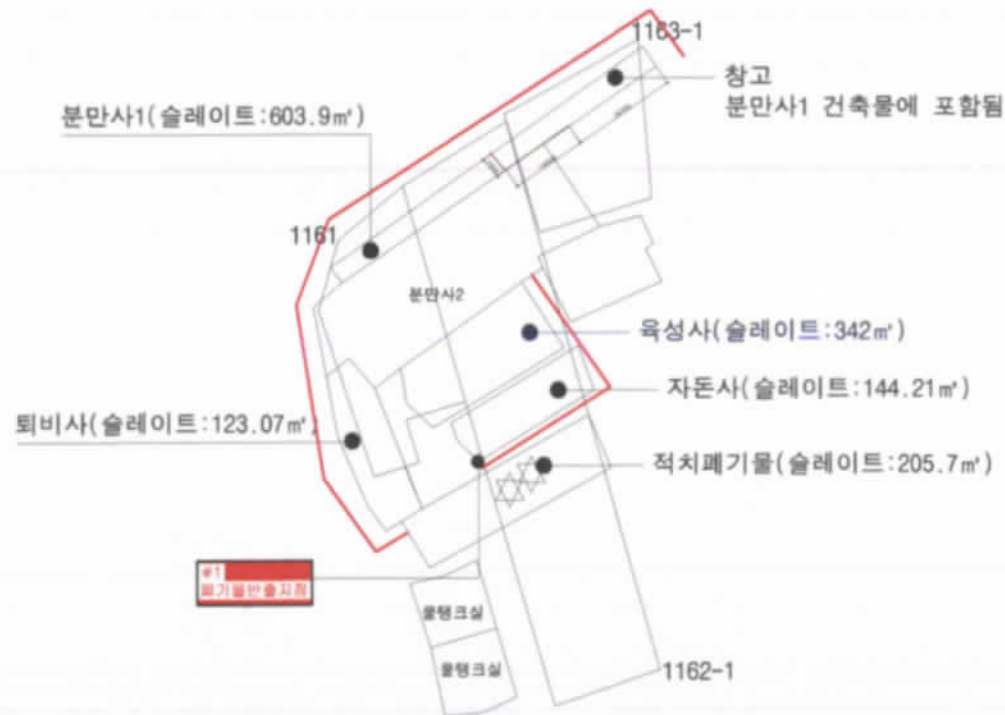 1163-1
창고
분만사1 건축물에 포함됨
분만사1(슬레이트:603.9㎡)
1161
분만사2
육성사(슬레이트:342㎡)
자돈사(슬레이트:144.21㎡)
퇴비사(슬레이트:123.07㎡)
적치폐기물(슬레이트:205.7㎡)
#1
폐기물반출지점
물탱크실
물탱크실
1162-1